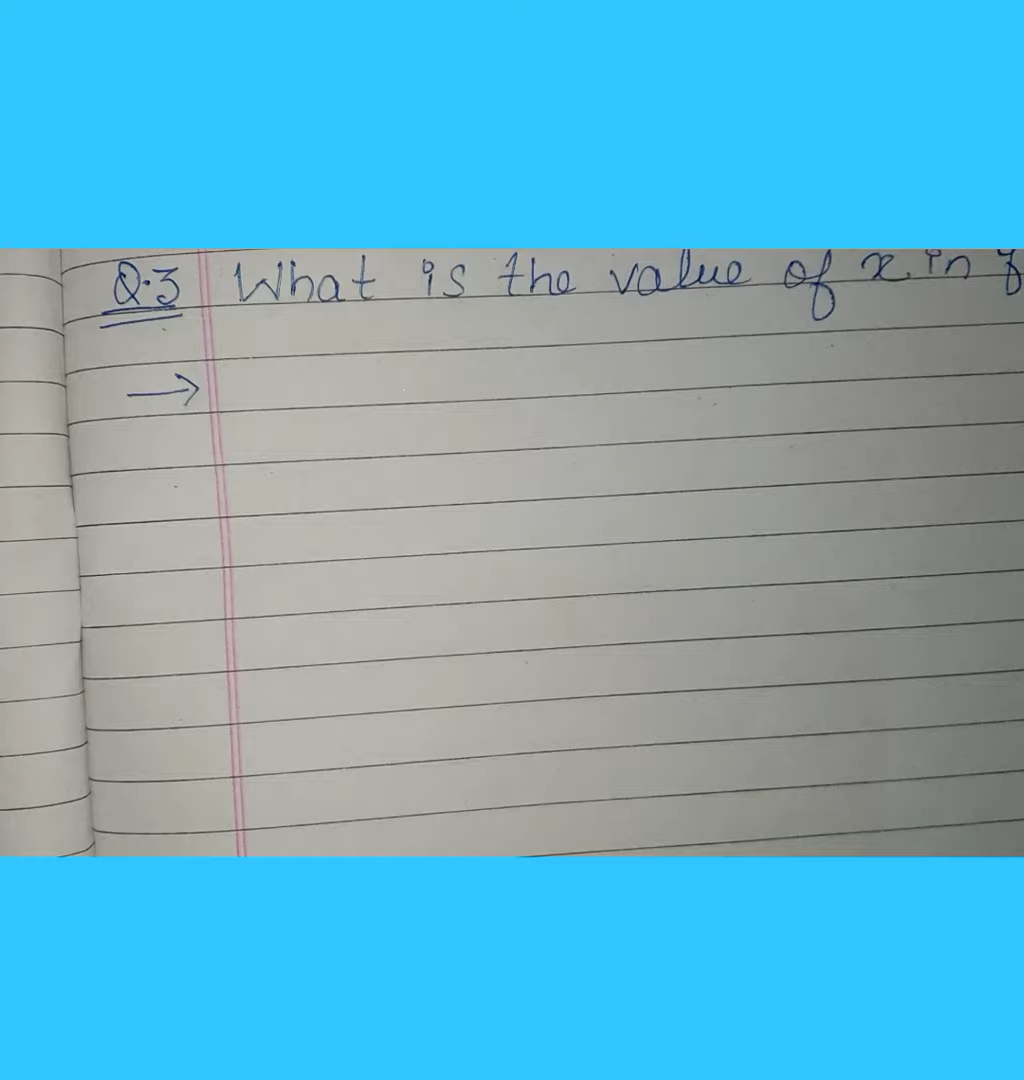 Q.3 What is the value of x in
→